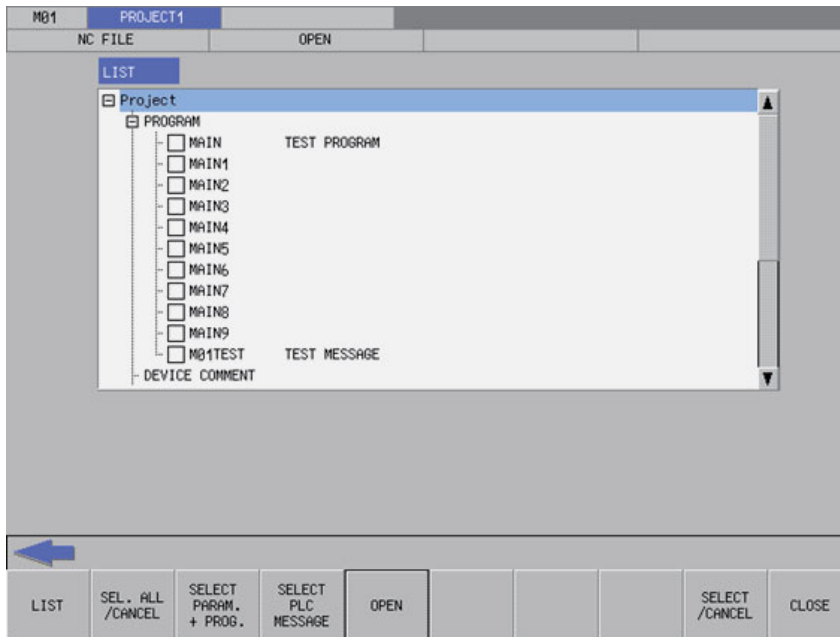 M01 PROJECT1
NC FILE OPEN
LIST
Project
PROGRAM
MAIN TEST PROGRAM
MAIN1
MAIN2
MAIN3
MAIN4
MAIN5
MAIN6
MAIN7
MAIN8
MAIN9
M01TEST TEST MESSAGE
DEVICE COMMENT
LIST
SEL. ALL
/CANCEL
SELECT
PARAM.
+ PROG.
SELECT
PLC
MESSAGE
OPEN
SELECT
/CANCEL
CLOSE